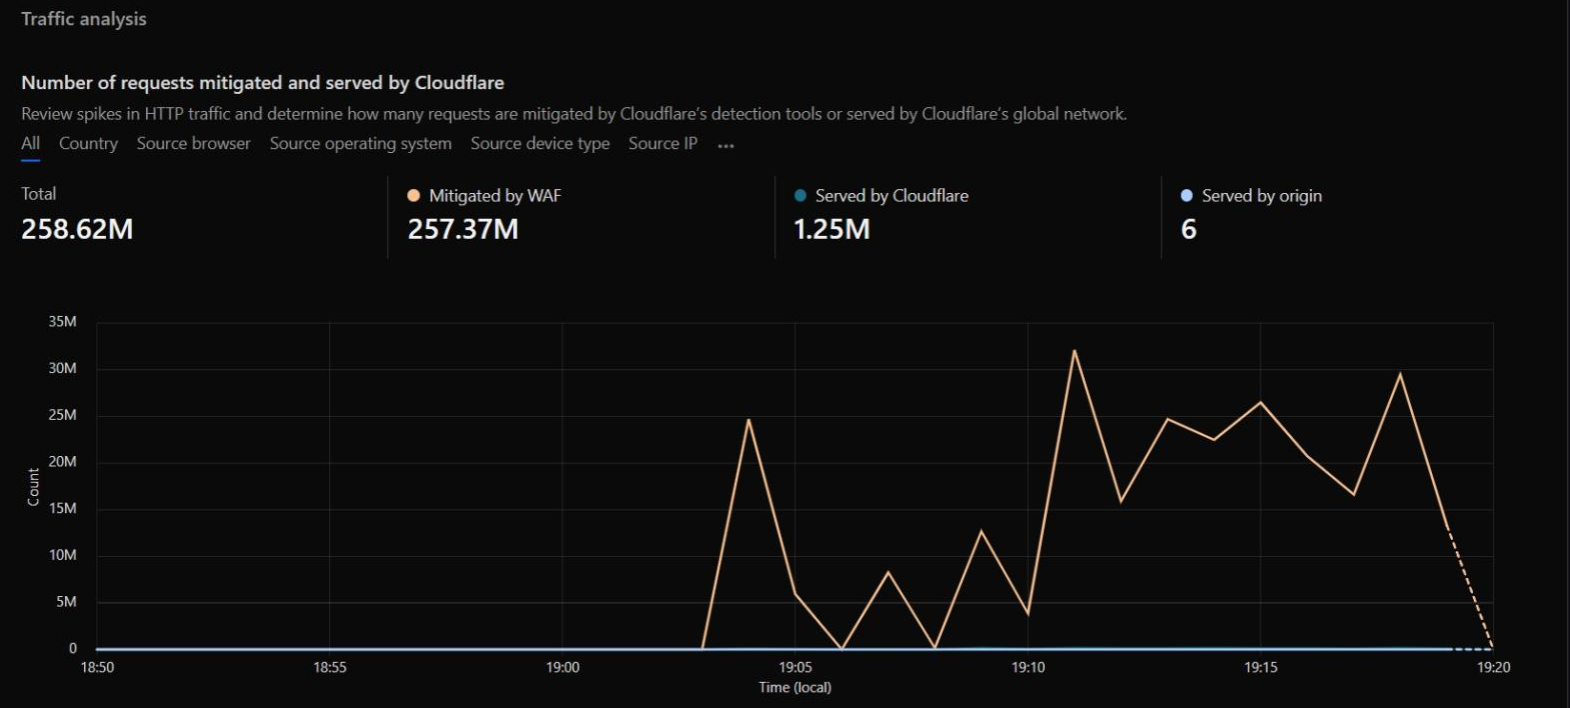 Traffic analysis
Number of requests mitigated and served by Cloudflare
Review spikes in HTTP traffic and determine how many requests are mitigated by Cloudflare's detection tools or served by Cloudflare's global network.
All Country Source browser Source operating system Source device type Source IP ...
Total
258.62M
Mitigated by WAF
257.37M
Served by Cloudflare
1.25M
Served by origin
6
35M
30M
25M
20M
15M
10M
5M
0
Count
18:50 18:55 19:00 19:05 19:10 19:15 19:20
Time (local)